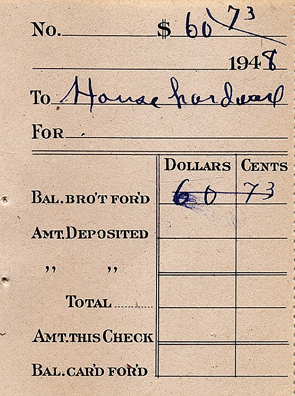 No. $ 60 73
1948
To House hardware
For
Dollars Cents
Bal. Bro't For'd 60 73
Amt. Deposited
" "
Total
Amt. This Check
Bal. Car'd For'd